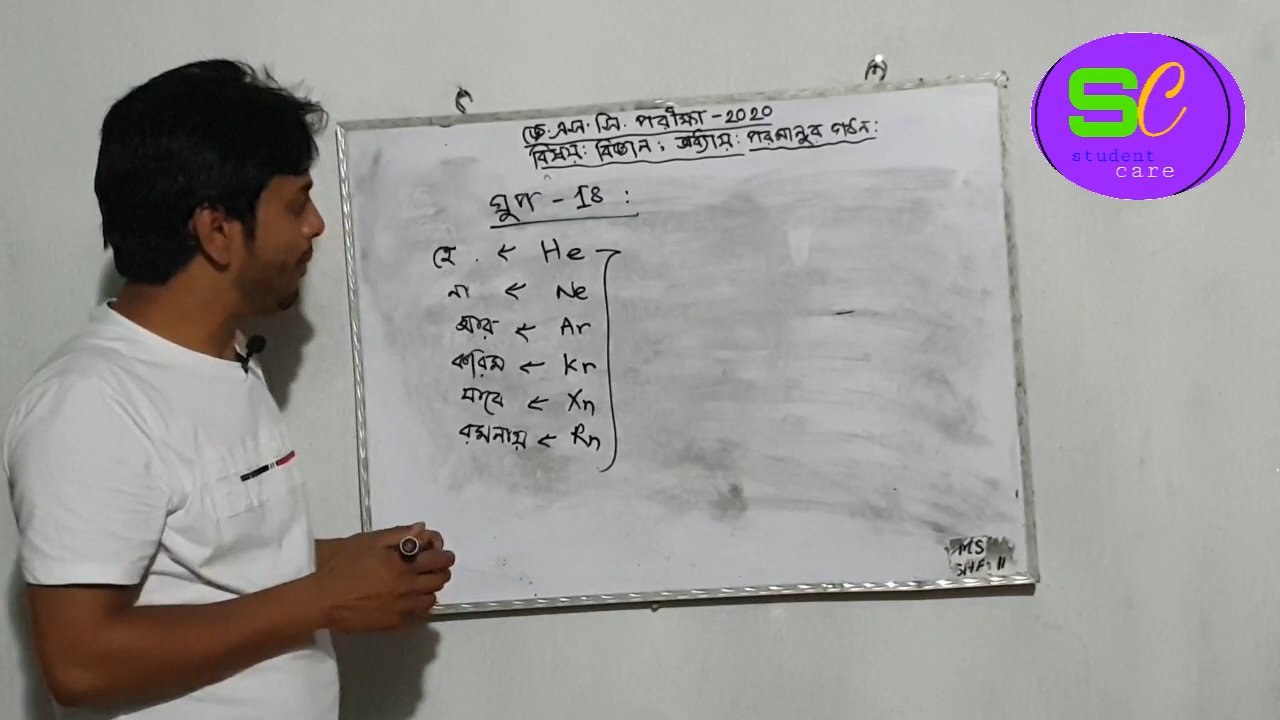 জে.এস.সি. পরীক্ষা-2020
বিষয়: বিজ্ঞান; অধ্যায়: পরমানুর গঠন:
গ্রুপ - 18 :
হে. ← He
না ← Ne
আর ← Ar
করিম ← Kr
যাবে ← Xn
রমনায় ← Rn
MS
SC
student
care